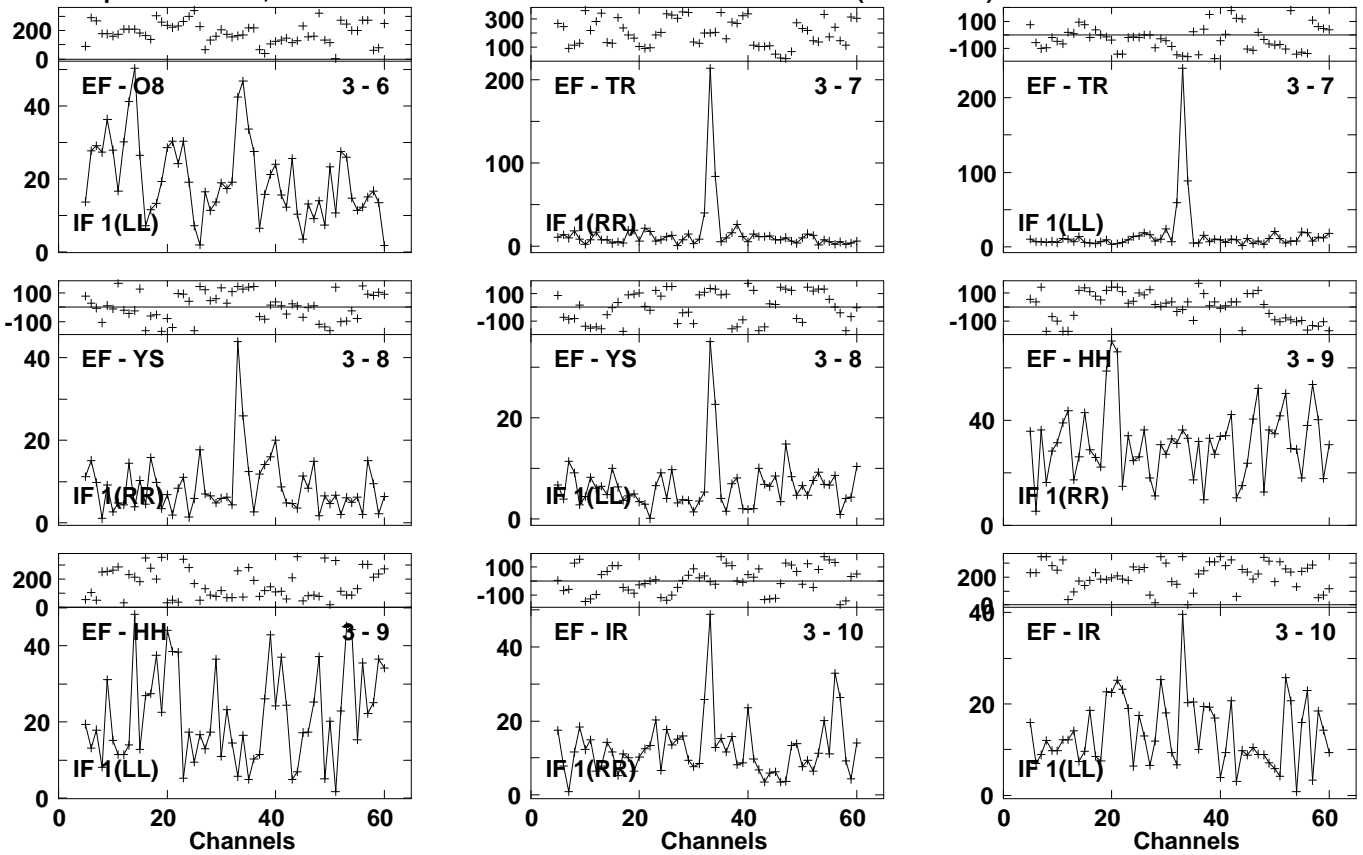 200
0
300
100
100
-100
EF - O8 3 - 6
EF - TR 3 - 7
EF - TR 3 - 7
40
20
0
200
100
0
200
100
0
IF 1(LL)
IF 1(RR)
IF 1(LL)
100
-100
100
-100
100
-100
EF - YS 3 - 8
EF - YS 3 - 8
EF - HH 3 - 9
40
20
0
20
0
40
0
IF 1(RR)
IF 1(LL)
IF 1(RR)
200
0
100
-100
200
0
EF - HH 3 - 9
EF - IR 3 - 10
EF - IR 3 - 10
40
20
0
40
20
0
40
20
0
IF 1(LL)
IF 1(RR)
IF 1(LL)
0 20 40 60
0 20 40 60
0 20 40 60
Channels
Channels
Channels